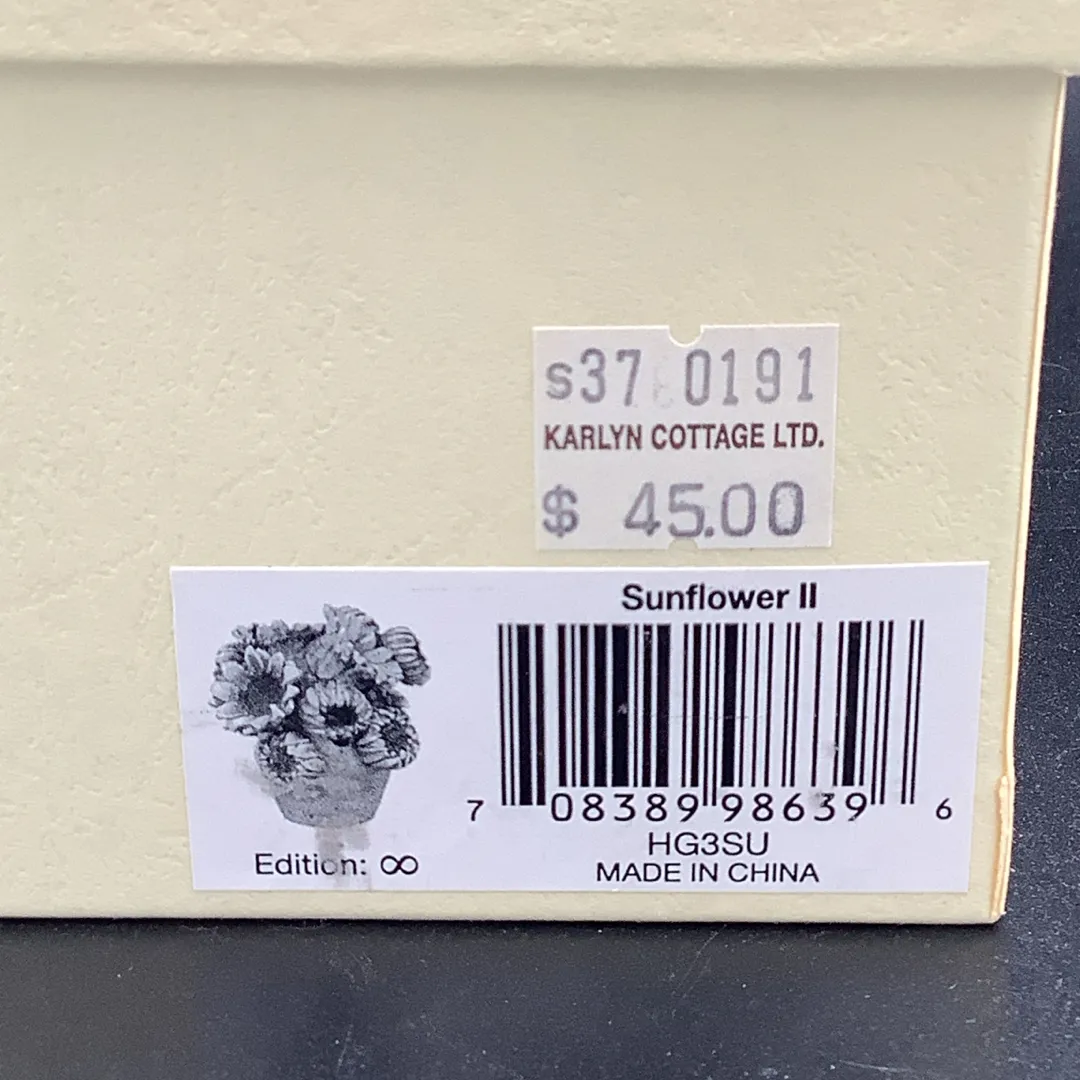 s37 0191
KARLYN COTTAGE LTD.
$ 45.00
Sunflower II
7 08389 98639 6
HG3SU
MADE IN CHINA
Edition: ∞